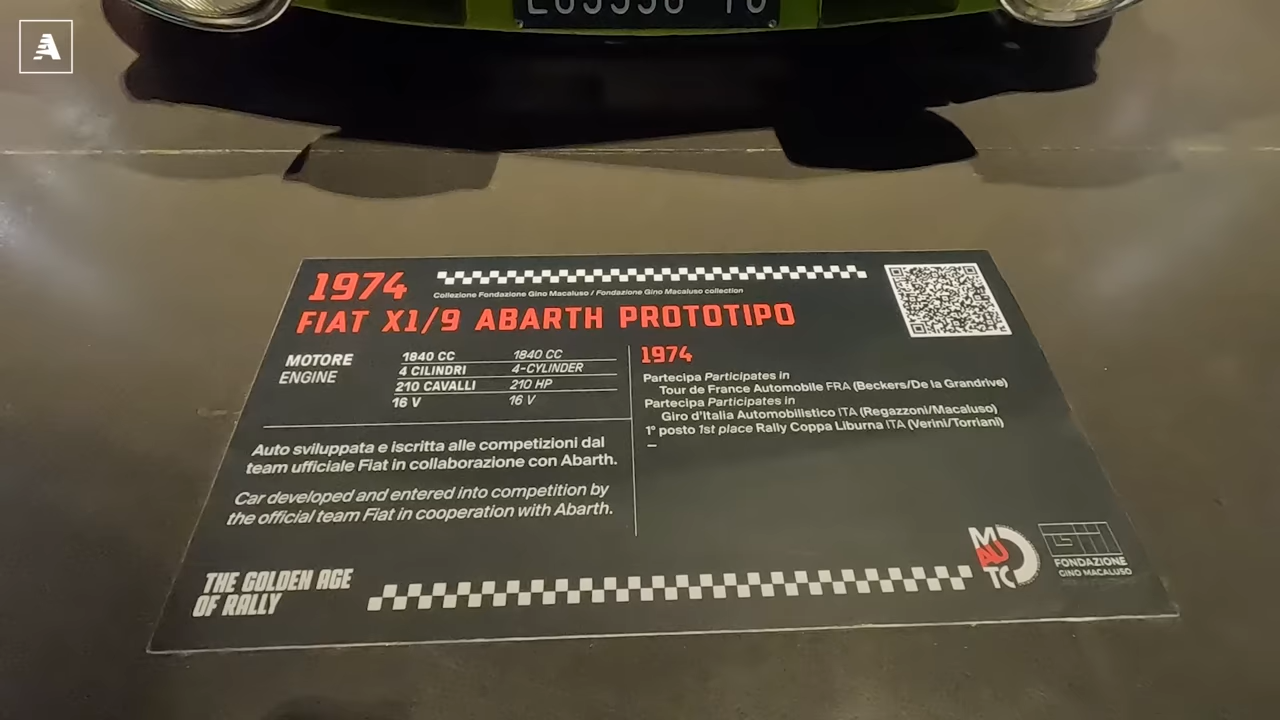 A
1974
Collezione Fondazione Gino Macaluso / Fondazione Gino Macaluso collection
FIAT X1/9 ABARTH PROTOTIPO
MOTORE
ENGINE
1840 CC 1840 CC
4 CILINDRI 4-CYLINDER
210 CAVALLI 210 HP
16 V 16 V
Auto sviluppata e iscritta alle competizioni dal
team ufficiale Fiat in collaborazione con Abarth.
Car developed and entered into competition by
the official team Fiat in cooperation with Abarth.
1974
Partecipa Participates in
Tour de France Automobile FRA (Beckers/De la Grandrive)
Partecipa Participates in
Giro d'Italia Automobilistico ITA (Regazzoni/Macaluso)
1° posto 1st place Rally Coppa Liburna ITA (Verini/Torriani)
–
THE GOLDEN AGE
OF RALLY
MAUTO
FONDAZIONE
GINO MACALUSO